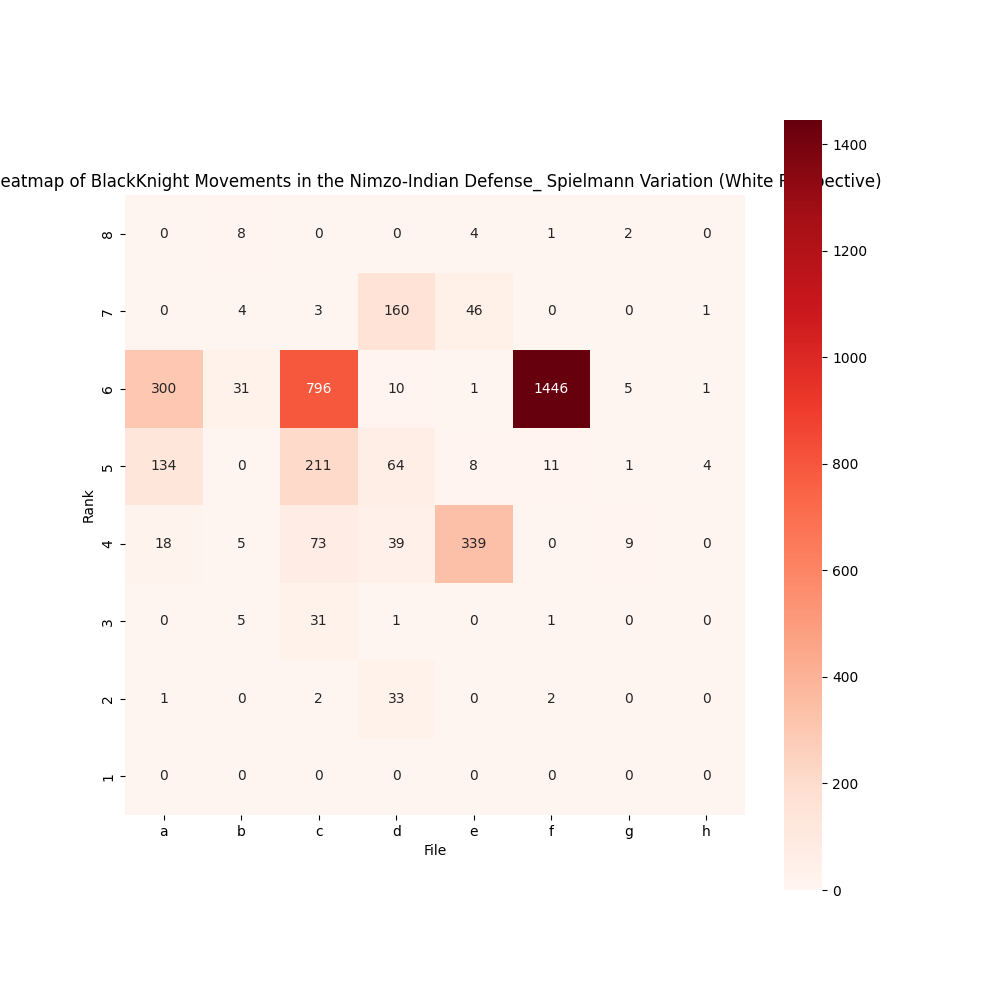 eatmap of BlackKnight Movements in the Nimzo-Indian Defense_ Spielmann Variation (White P pective)
1400
1200
1000
800
600
400
200
0
8 0 8 0 0 4 1 2 0
7 0 4 3 160 46 0 0 1
6 300 31 796 10 1 1446 5 1
5 134 0 211 64 8 11 1 4
Rank
4 18 5 73 39 339 0 9 0
3 0 5 31 1 0 1 0 0
2 1 0 2 33 0 2 0 0
1 0 0 0 0 0 0 0 0
a b c d e f g h
File